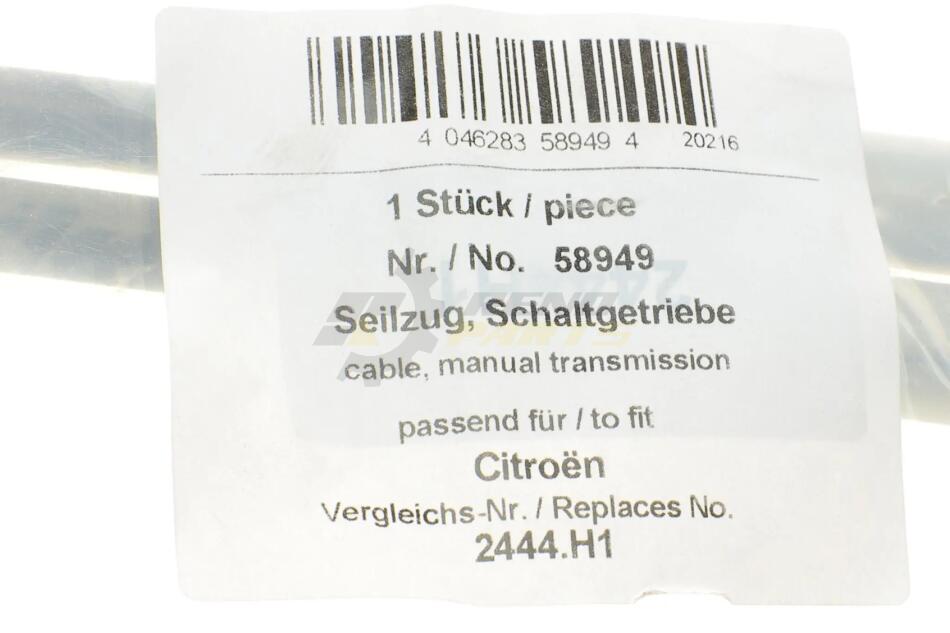 4 046283 58949 4 20216
1 Stück / piece
Nr. / No. 58949
Seilzug, Schaltgetriebe
cable, manual transmission
passend für / to fit
Citroën
Vergleichs-Nr. / Replaces No.
2444.H1